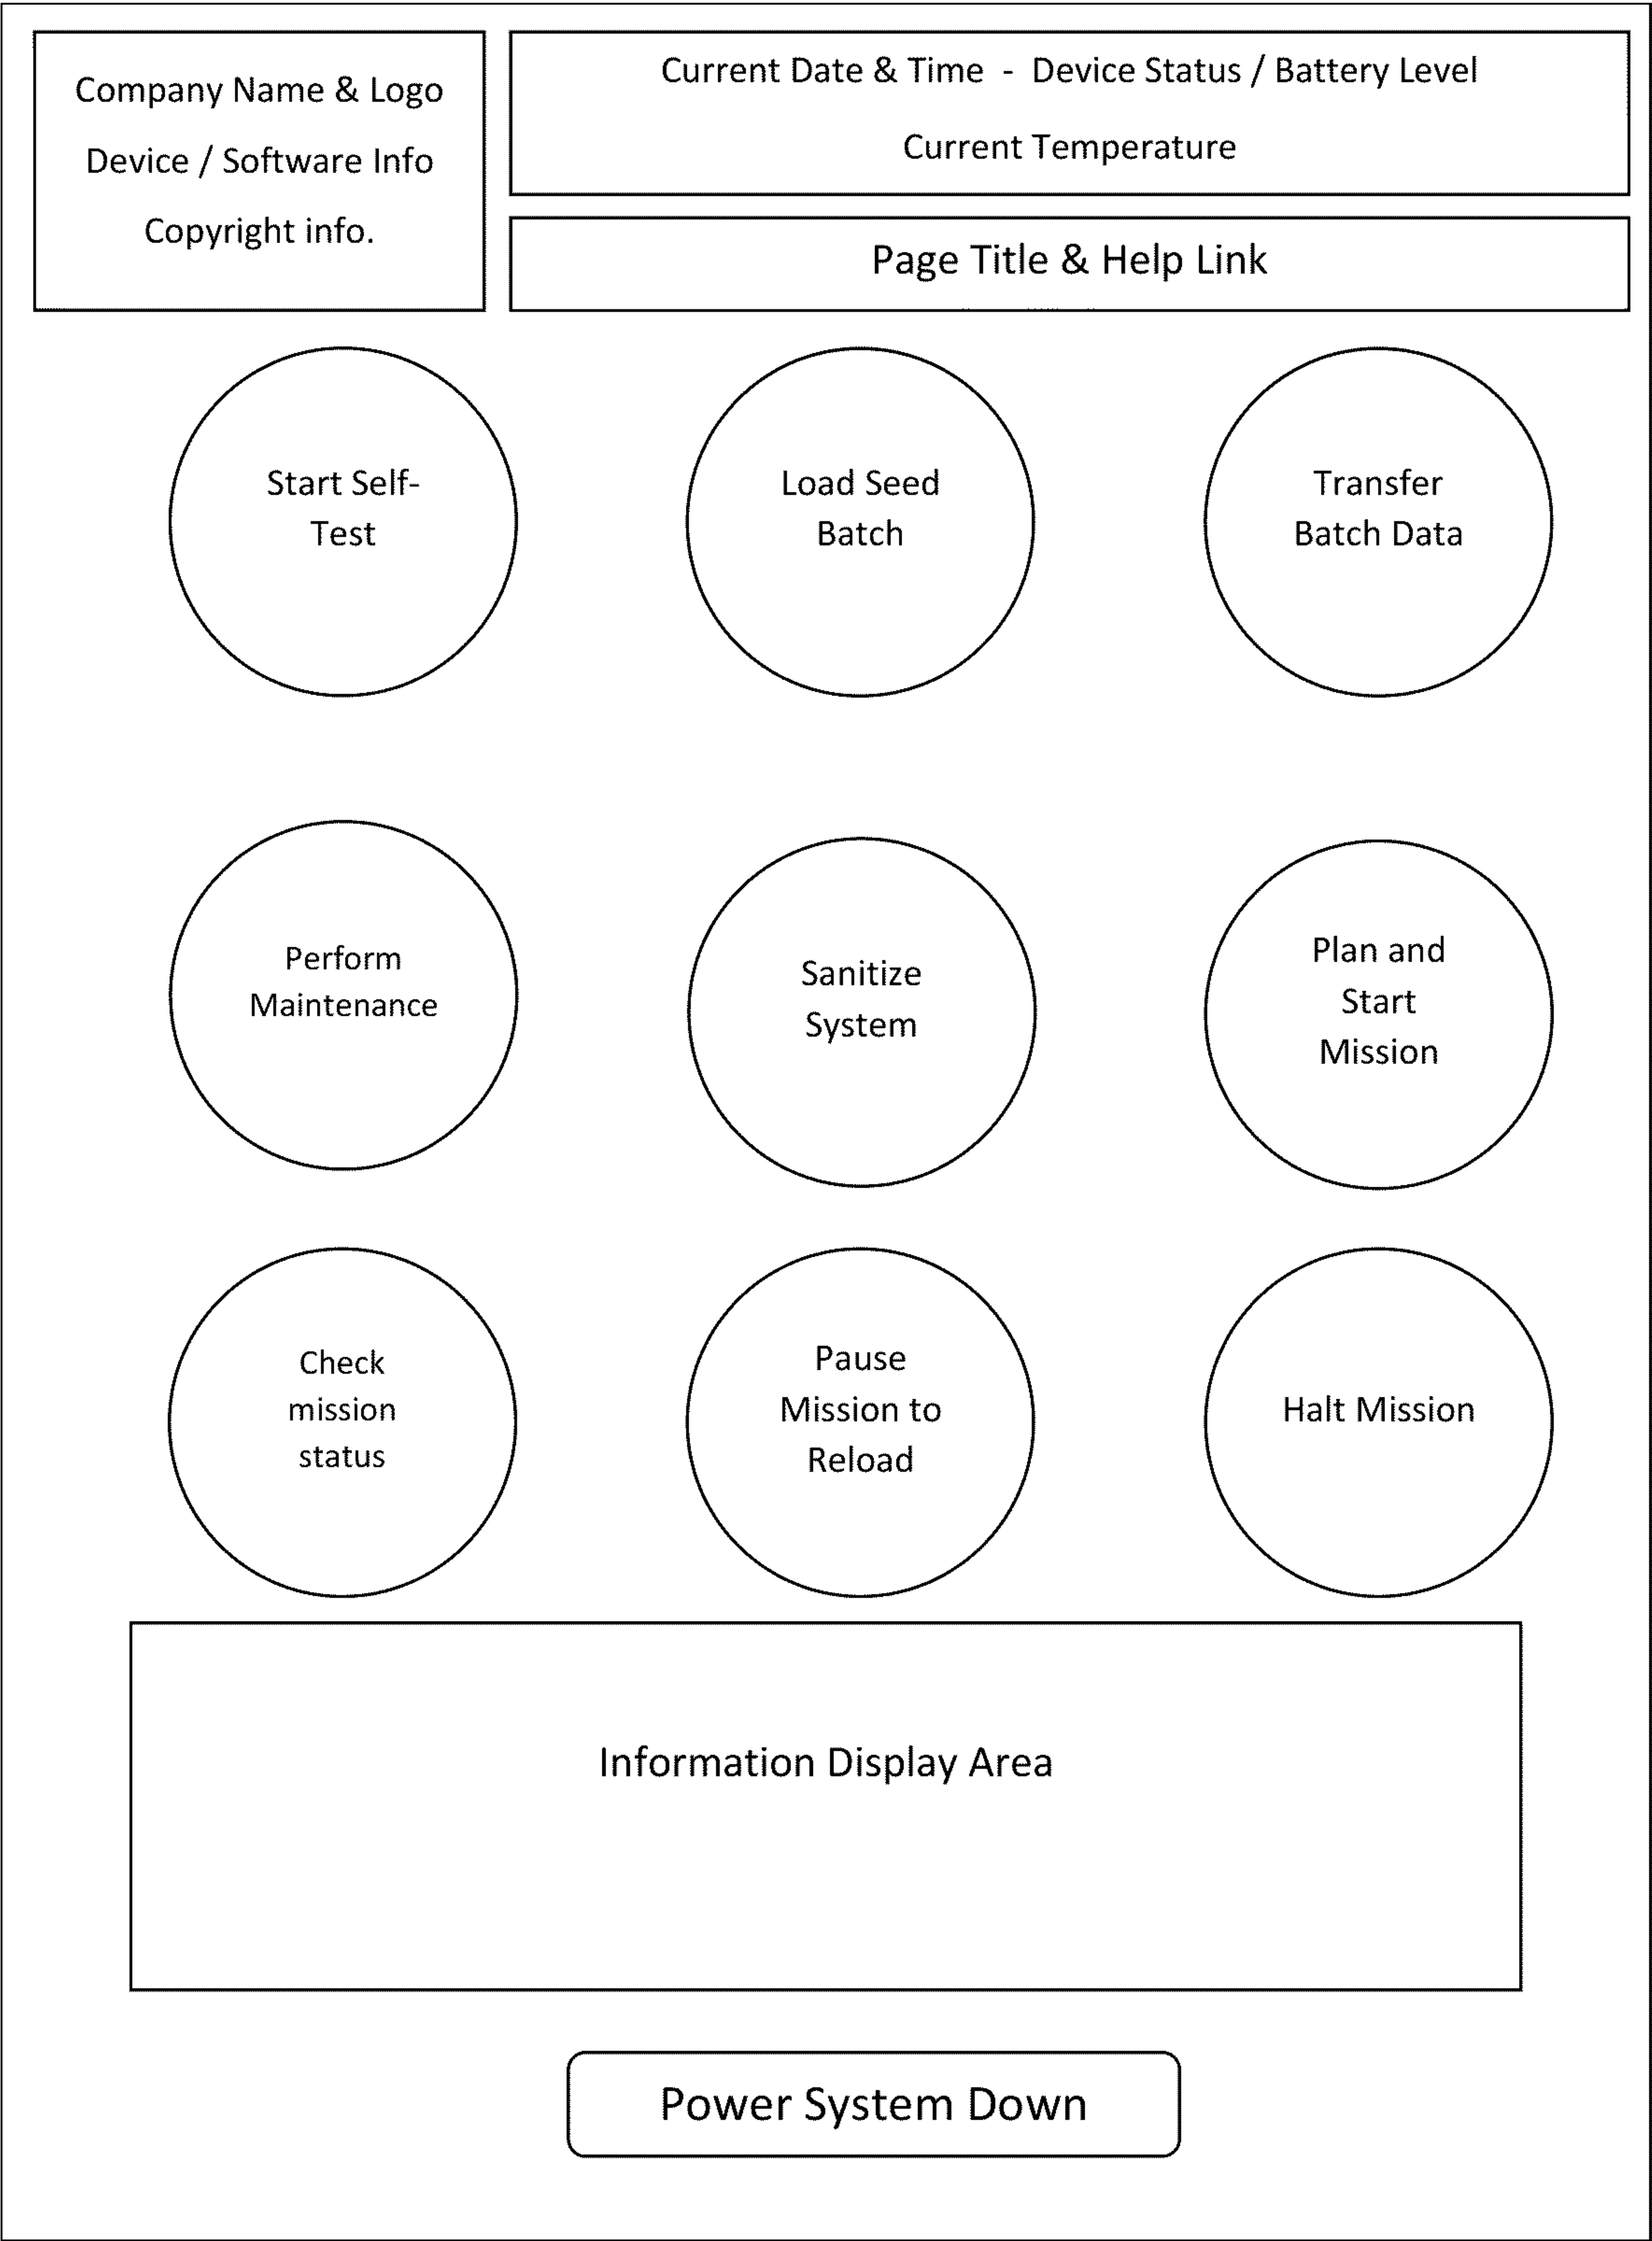 Company Name & Logo
Device / Software Info
Copyright info.
Current Date & Time - Device Status / Battery Level
Current Temperature
Page Title & Help Link
Start Self-
Test
Load Seed
Batch
Transfer
Batch Data
Perform
Maintenance
Sanitize
System
Plan and
Start
Mission
Check
mission
status
Pause
Mission to
Reload
Halt Mission
Information Display Area
Power System Down